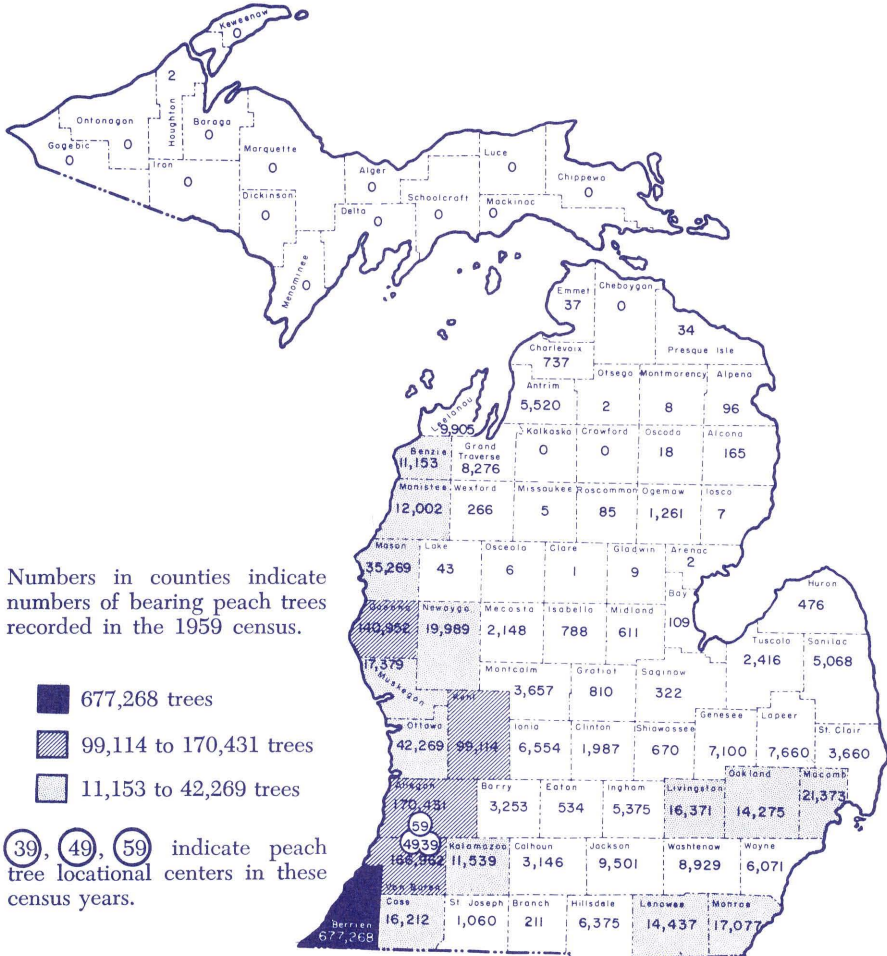 Keweenaw
0
2
Houghton
Ontonagon
0
Baraga
0
Gogebic
0
Iron
0
Marquette
0
Dickinson
0
Menominee
0
Alger
0
Delta
0
Schoolcraft
0
Luce
0
Mackinac
0
Chippewa
0
Emmet
37
Cheboygan
0
34
Presque Isle
Charlevoix
737
Antrim
5,520
Otsego
2
Montmorency
8
Alpena
96
Leelanau
9,905
Benzie
11,153
Grand
Traverse
8,276
Kalkaska
0
Crawford
0
Oscoda
18
Alcona
165
Manistee
12,002
Wexford
266
Missaukee
5
Roscommon
85
Ogemaw
1,261
Iosco
7
Mason
35,269
Lake
43
Osceola
6
Clare
1
Gladwin
9
Arenac
2
Oceana
140,952
Newaygo
19,989
Mecosta
2,148
Isabella
788
Midland
611
Bay
109
Huron
476
Tuscola
2,416
Sanilac
5,068
17,379
Muskegon
Montcalm
3,657
Gratiot
810
Saginaw
322
Kent
99,114
Ottawa
42,269
Ionia
6,554
Clinton
1,987
Shiawassee
670
Genesee
7,100
Lapeer
7,660
St. Clair
3,660
Allegan
170,431
Barry
3,253
Eaton
534
Ingham
5,375
Livingston
16,371
Oakland
14,275
Macomb
21,373
59
4939
166,962
Van Buren
Kalamazoo
11,539
Calhoun
3,146
Jackson
9,501
Washtenaw
8,929
Wayne
6,071
Berrien
677,268
Cass
16,212
St Joseph
1,060
Branch
211
Hillsdale
6,375
Lenawee
14,437
Monroe
17,077
Numbers in counties indicate
numbers of bearing peach trees
recorded in the 1959 census.
677,268 trees
99,114 to 170,431 trees
11,153 to 42,269 trees
39, 49, 59 indicate peach
tree locational centers in these
census years.